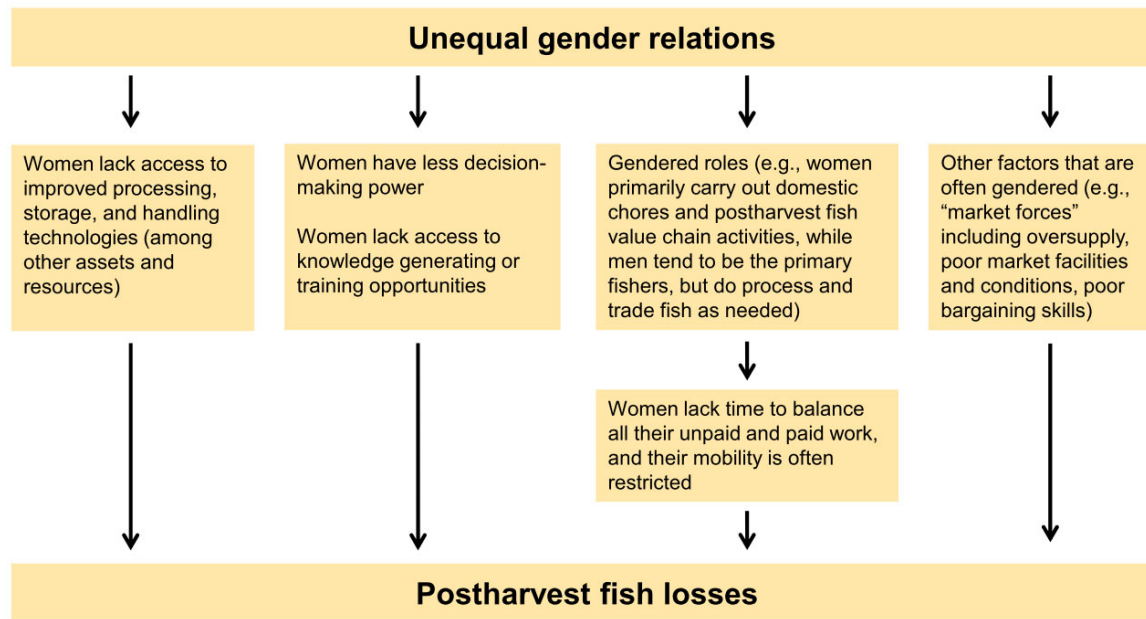 Unequal gender relations
Women lack access to
improved processing,
storage, and handling
technologies (among
other assets and
resources)
Women have less decision-
making power
Women lack access to
knowledge generating or
training opportunities
Gendered roles (e.g., women
primarily carry out domestic
chores and postharvest fish
value chain activities, while
men tend to be the primary
fishers, but do process and
trade fish as needed)
Other factors that are
often gendered (e.g.,
“market forces”
including oversupply,
poor market facilities
and conditions, poor
bargaining skills)
Women lack time to balance
all their unpaid and paid work,
and their mobility is often
restricted
Postharvest fish losses